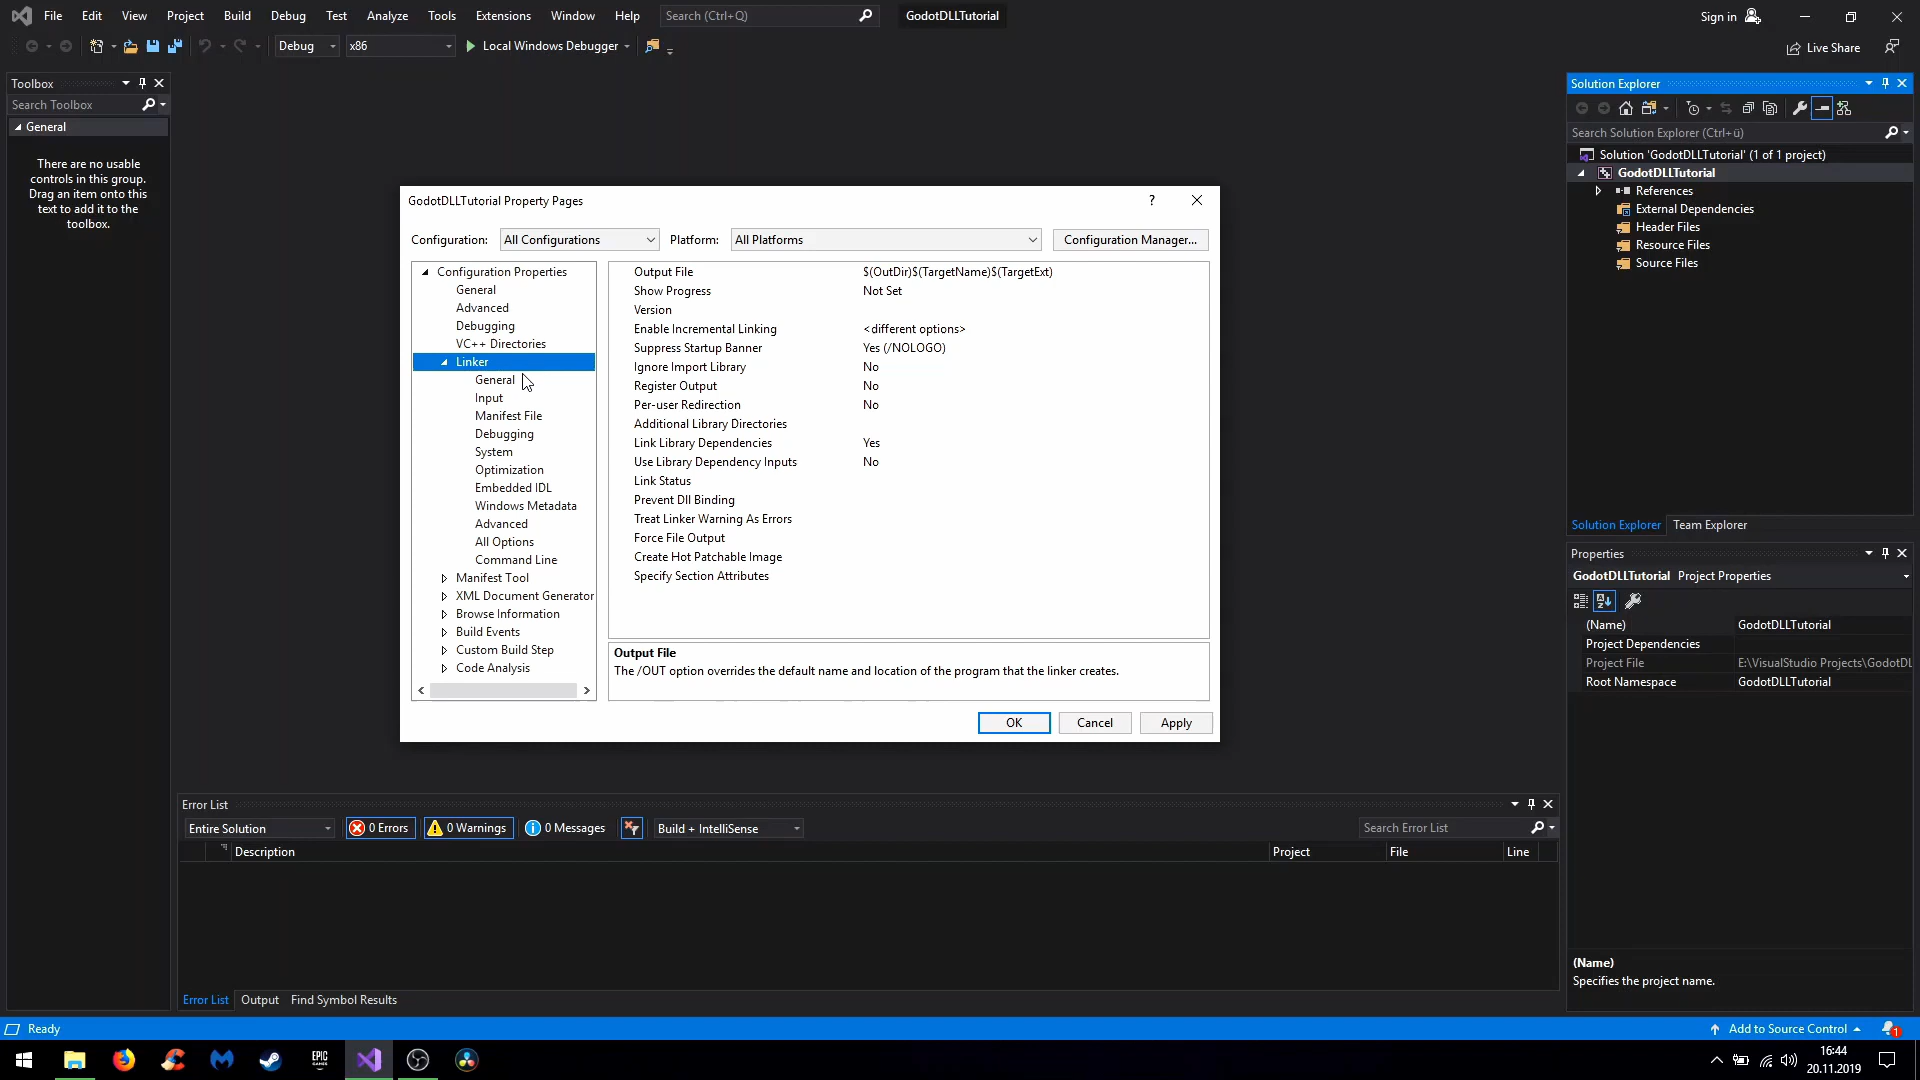 File Edit View Project Build Debug Test Analyze Tools Extensions Window Help Search (Ctrl+Q) GodotDLLTutorial Sign in
Debug x86 Local Windows Debugger Live Share
Toolbox
Search Toolbox
General
There are no usable
controls in this group.
Drag an item onto this
text to add it to the
toolbox.
GodotDLLTutorial Property Pages ?
Configuration: All Configurations Platform: All Platforms Configuration Manager...
Configuration Properties
General
Advanced
Debugging
VC++ Directories
Linker
General
Input
Manifest File
Debugging
System
Optimization
Embedded IDL
Windows Metadata
Advanced
All Options
Command Line
Manifest Tool
XML Document Generator
Browse Information
Build Events
Custom Build Step
Code Analysis
Output File $(OutDir)$(TargetName)$(TargetExt)
Show Progress Not Set
Version
Enable Incremental Linking <different options>
Suppress Startup Banner Yes (/NOLOGO)
Ignore Import Library No
Register Output No
Per-user Redirection No
Additional Library Directories
Link Library Dependencies Yes
Use Library Dependency Inputs No
Link Status
Prevent Dll Binding
Treat Linker Warning As Errors
Force File Output
Create Hot Patchable Image
Specify Section Attributes
Output File
The /OUT option overrides the default name and location of the program that the linker creates.
OK Cancel Apply
Solution Explorer
Search Solution Explorer (Ctrl+ü)
Solution 'GodotDLLTutorial' (1 of 1 project)
GodotDLLTutorial
References
External Dependencies
Header Files
Resource Files
Source Files
Solution Explorer Team Explorer
Properties
GodotDLLTutorial Project Properties
(Name) GodotDLLTutorial
Project Dependencies
Project File E:\VisualStudio Projects\GodotDL
Root Namespace GodotDLLTutorial
(Name)
Specifies the project name.
Error List
Entire Solution 0 Errors 0 Warnings 0 Messages Build + IntelliSense Search Error List
Description Project File Line
Error List Output Find Symbol Results
Ready Add to Source Control 1
EPIC
GAMES
16:44
20.11.2019